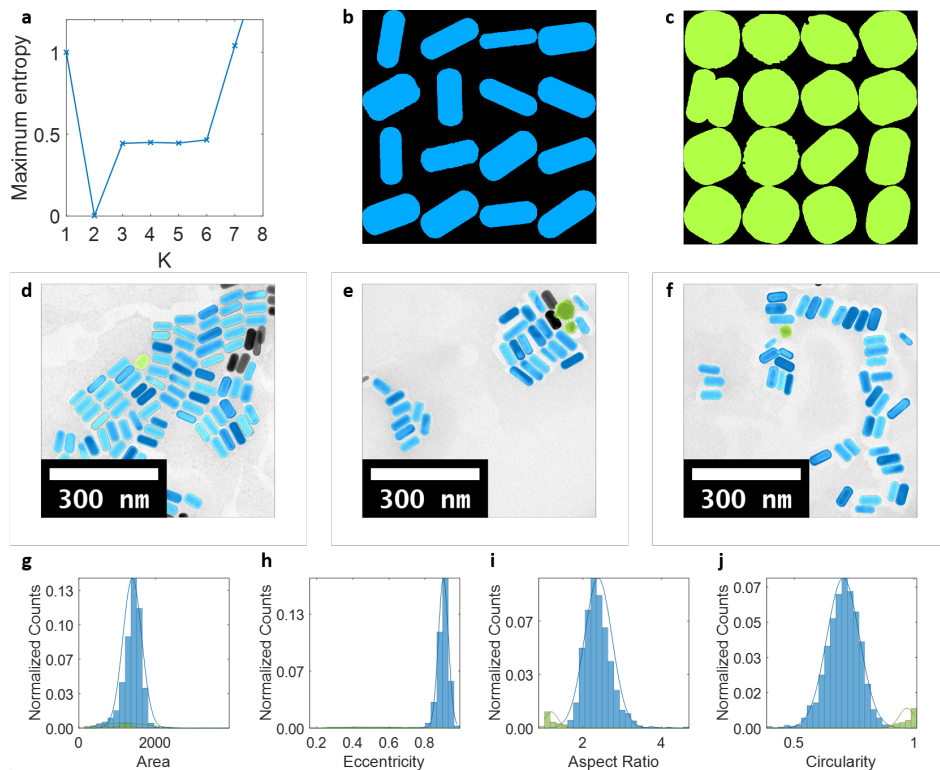 a
Maximum entropy
1
0.5
0
1 2 3 4 5 6 7 8
K
b
c
d
300 nm
e
300 nm
f
300 nm
g
Normalized Counts
0.13
0.07
0.03
0.00
0 2000
Area
h
Normalized Counts
0.13
0.07
0.00
0.2 0.4 0.6 0.8
Eccentricity
i
Normalized Counts
0.07
0.03
0.00
2 4
Aspect Ratio
j
Normalized Counts
0.07
0.05
0.02
0.00
0.5 1
Circularity